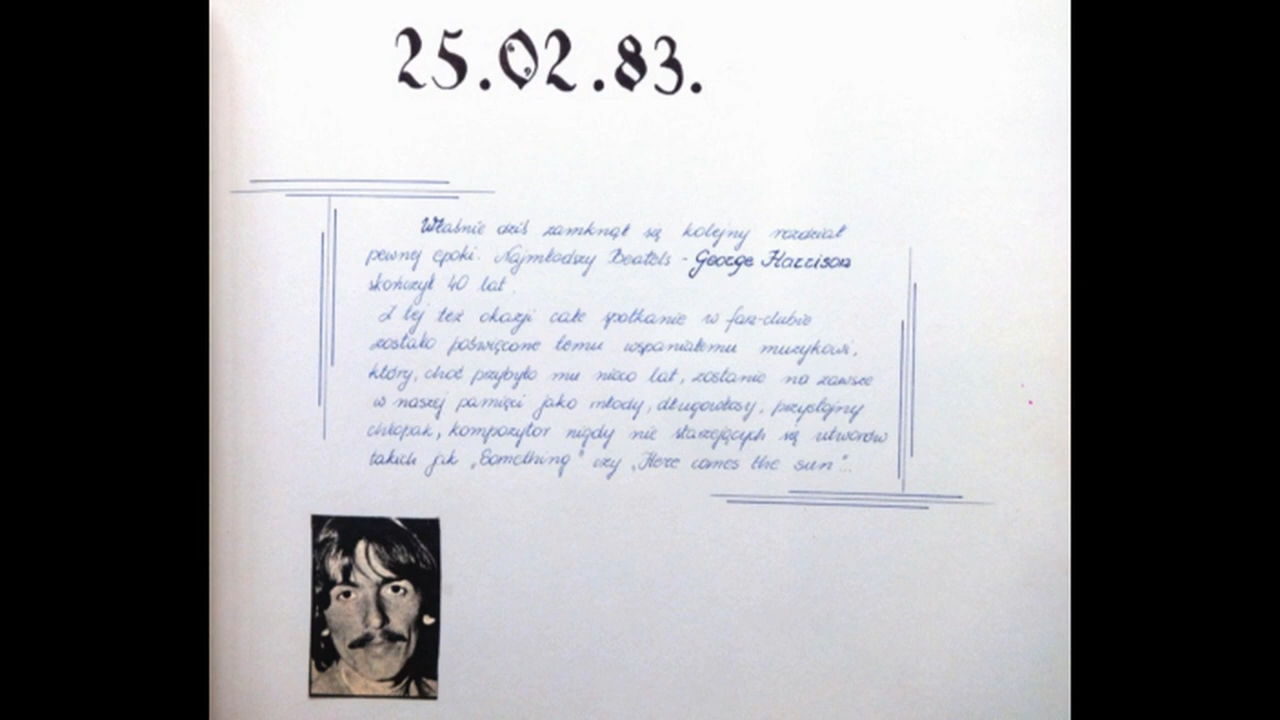 25.02.83.
Właśnie dziś zamknął się kolejny rozdział
pewnej epoki. Najmłodszy Beatels - George Harrison
skończył 40 lat.
Z tej też okazji całe spotkanie w fan-clubie
zostało poświęcone temu wspaniałemu muzykowi,
który, choć przybyło mu nieco lat, zostanie na zawsze
w naszej pamięci jako młody, długowłosy, przystojny
chłopak, kompozytor nigdy nie starzejących się utworów
takich jak „Something" czy „Here comes the sun"...